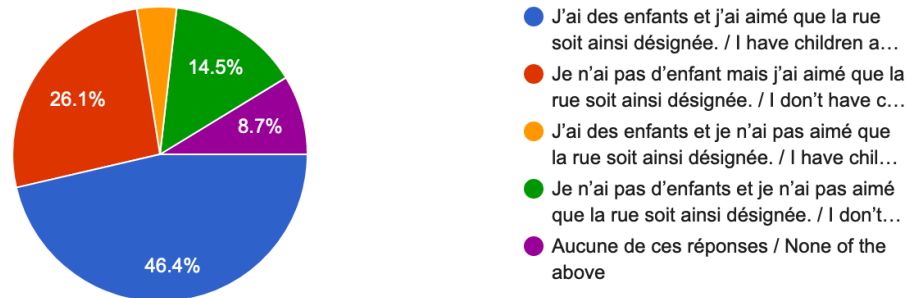 26.1%
14.5%
8.7%
46.4%
J'ai des enfants et j'ai aimé que la rue
soit ainsi désignée. / I have children a…
Je n'ai pas d'enfant mais j'ai aimé que la
rue soit ainsi désignée. / I don't have c…
J'ai des enfants et je n'ai pas aimé que
la rue soit ainsi désignée. / I have chil…
Je n'ai pas d'enfants et je n'ai pas aimé
que la rue soit ainsi désignée. / I don't…
Aucune de ces réponses / None of the
above